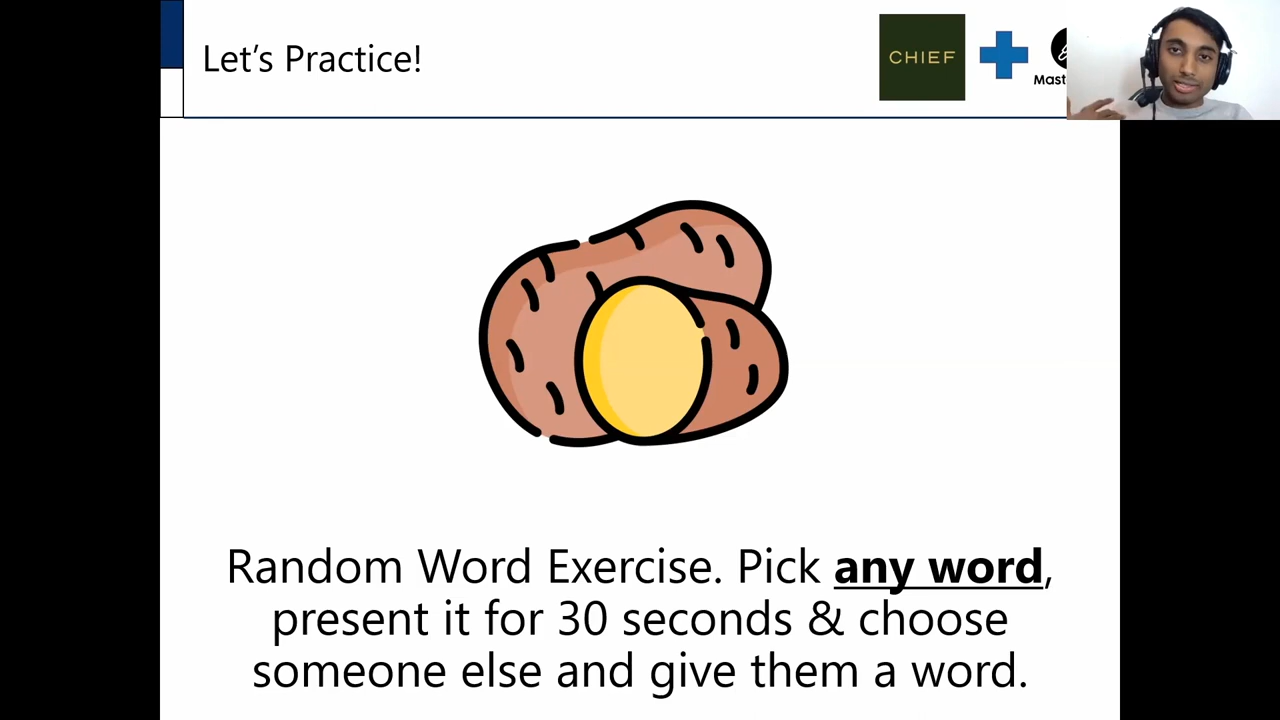 Let's Practice!
CHIEF
Mast
Random Word Exercise. Pick any word,
present it for 30 seconds & choose
someone else and give them a word.